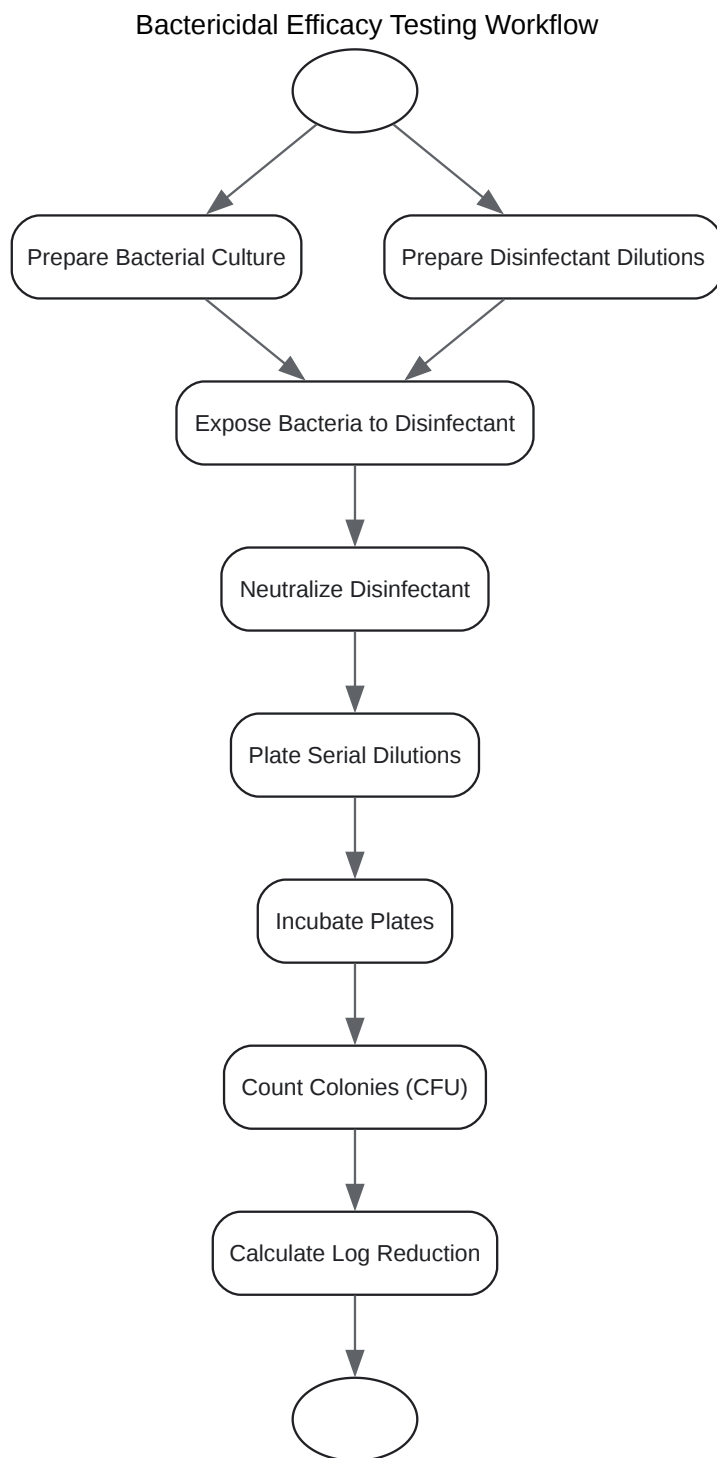 Bactericidal Efficacy Testing Workflow
Prepare Bacterial Culture
Prepare Disinfectant Dilutions
Expose Bacteria to Disinfectant
Neutralize Disinfectant
Plate Serial Dilutions
Incubate Plates
Count Colonies (CFU)
Calculate Log Reduction